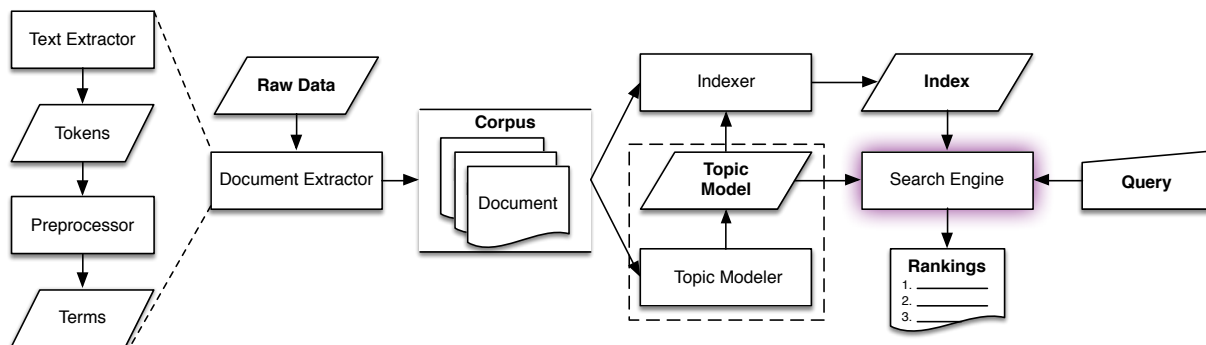 Text Extractor
Tokens
Preprocessor
Terms
Raw Data
Document Extractor
Corpus
Document
Indexer
Topic
Model
Topic Modeler
Index
Search Engine
Rankings
1.
2.
3.
Query